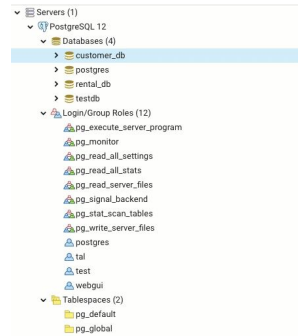 Servers (1)
PostgreSQL 12
Databases (4)
customer_db
postgres
rental_db
testdb
Login/Group Roles (12)
pg_execute_server_program
pg_monitor
pg_read_all_settings
pg_read_all_stats
pg_read_server_files
pg_signal_backend
pg_stat_scan_tables
pg_write_server_files
postgres
tal
test
webgui
Tablespaces (2)
pg_default
pg_global